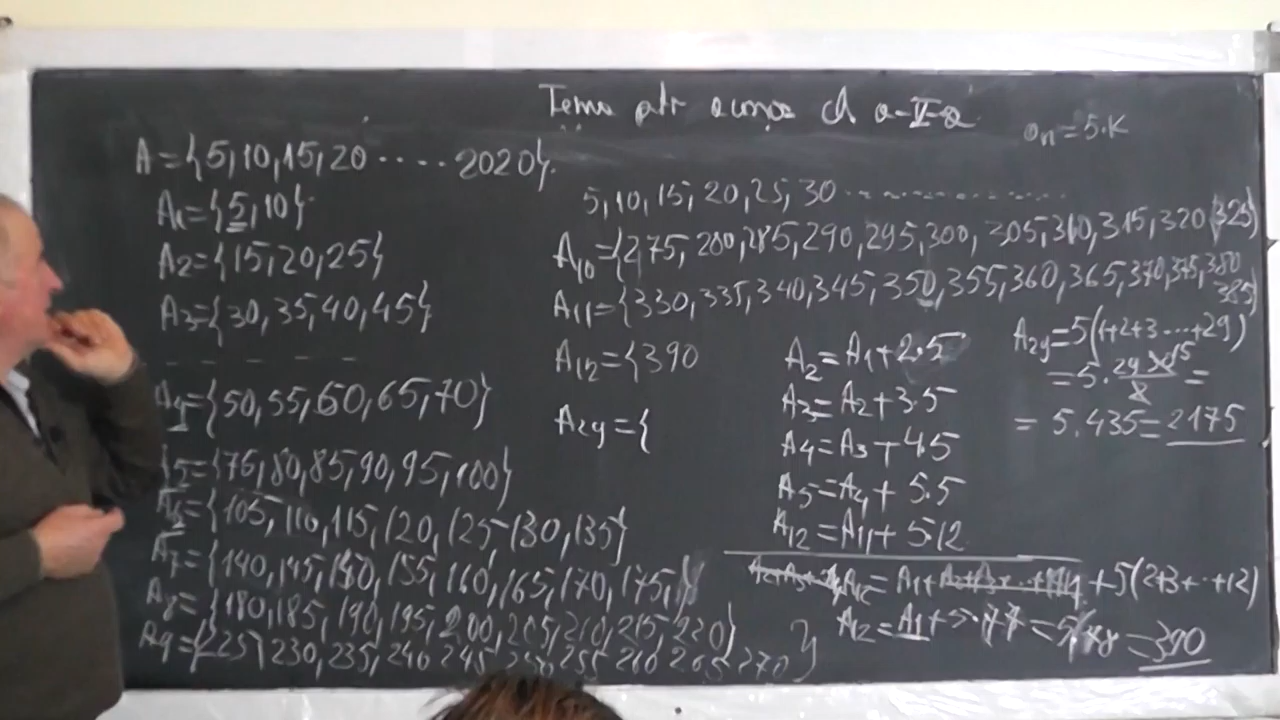 Tema ptr acasă cl a-V-a
an=5.K
A={5,10,15,20.....2020}.
A1={5,10}
A2={15,20,25}
A3={30,35,40,45}
A4={50,55,60,65,70}
A5={76,80,85,90,95,100}
A6={105,110,115,120,125,130,135}
A7={140,145,150,155,160,165,170,175,}
A8={180,185,190,195,200,205,210,215,220}
A9={225,230,235,240,245,250,255,260,265,270}
5,10,15,20,25,30..............
A10={275,280,285,290,295,300,305,310,315,320,325}
A11={330,335,340,345,350,355,360,365,370,375,380
385}
A12={390
A29={
A2=A1+2.5
A3=A2+3.5
A4=A3+4.5
A5=A4+5.5
A12=A11+5.12
A12=A1+ +5(2+3+..+12)
A12=A1+5.77=5.78=390
A29=5(1+2+3...+29)
=5.
= 5.435=2175